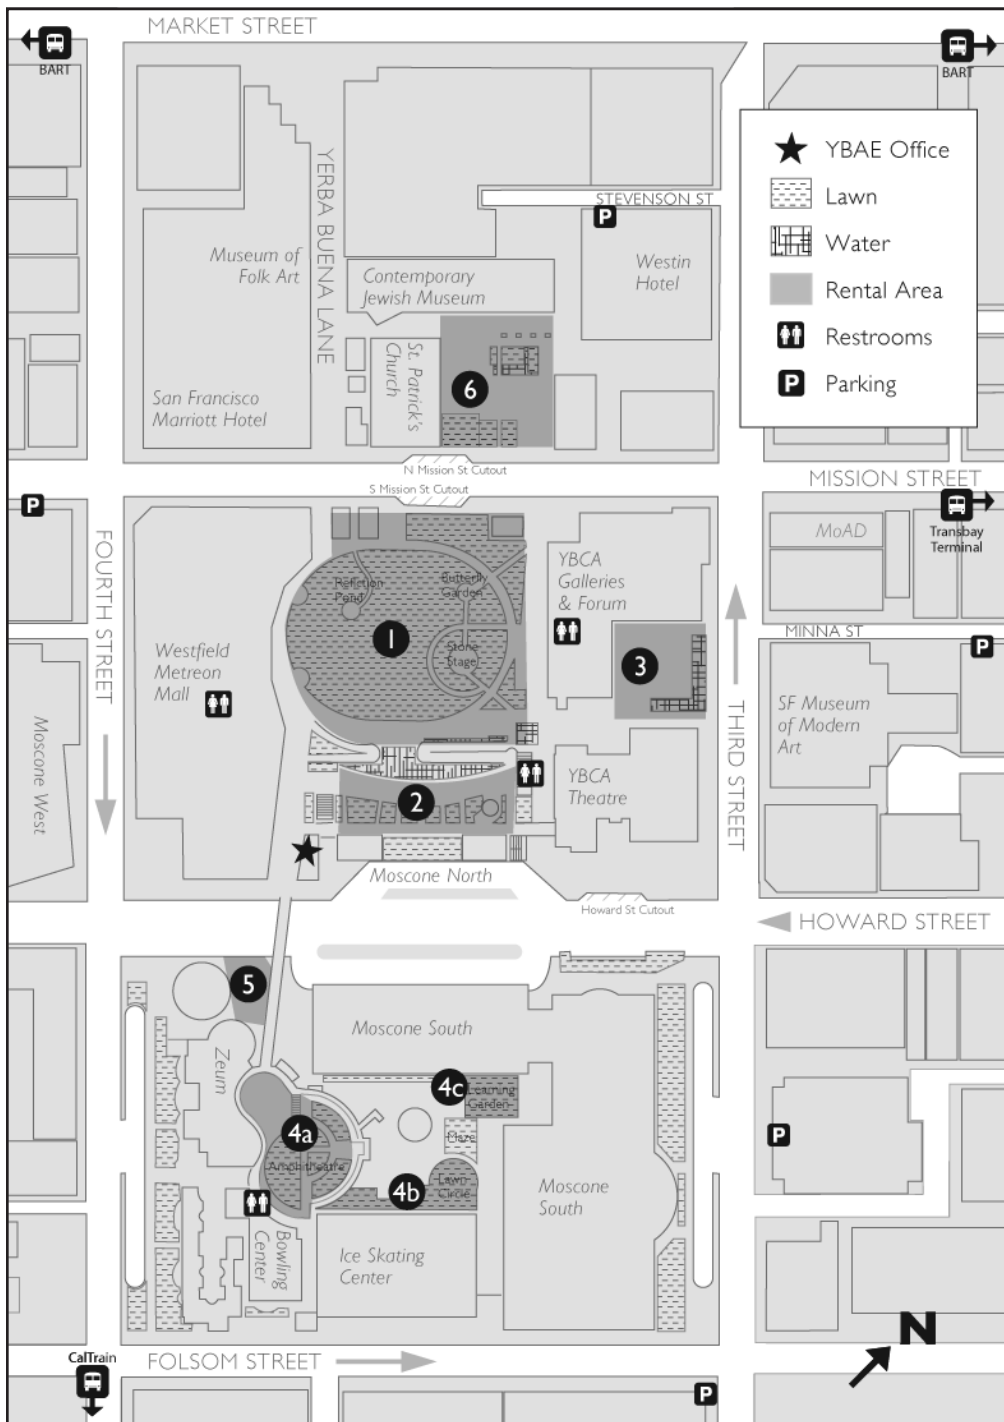 MARKET STREET
BART
BART
YBAE Office
Lawn
Water
Rental Area
Restrooms
P Parking
YERBA BUENA LANE
STEVENSON ST
P
Museum of
Folk Art
Contemporary
Jewish Museum
Westin
Hotel
St. Patrick's
Church
6
San Francisco
Marriott Hotel
N Mission St Cutout
S Mission St Cutout
MISSION STREET
P
MoAD
Transbay
Terminal
FOURTH STREET
YBCA
Galleries
& Forum
Reflction
Pond
Butterfly
Garden
1
Stone
Stage
MINNA ST
P
Westfield
Metreon
Mall
3
THIRD STREET
SF Museum
of Modern
Art
Moscone West
2
YBCA
Theatre
Moscone North
Howard St Cutout
HOWARD STREET
5
Moscone South
Zeum
4c
Learning
Garden
4a
Maze
P
Amphitheatre
4b
Lawn
Circle
Moscone
South
Bowling
Center
Ice Skating
Center
N
CalTrain
FOLSOM STREET
P